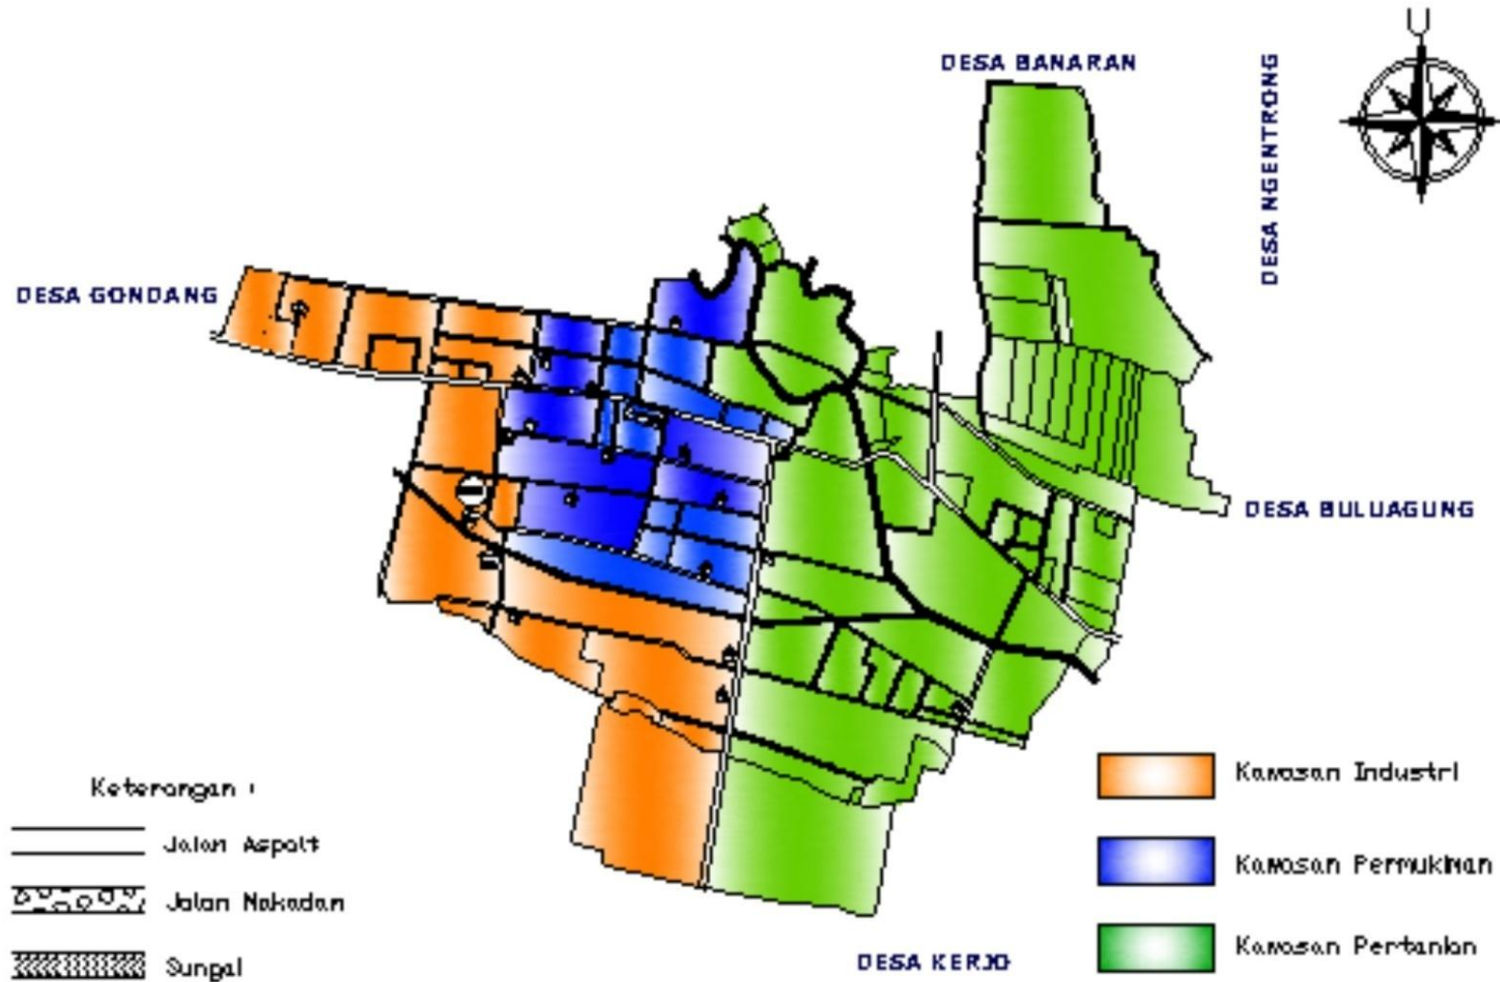 U
DESA BANARAN
DESA NGENTRONG
DESA GONDANG
DESA BULUAGUNG
Keterangan :
Jalan Aspalt
Jalan Makadam
Sungai
Kawasan Industri
Kawasan Permukiman
Kawasan Pertanian
DESA KERJO